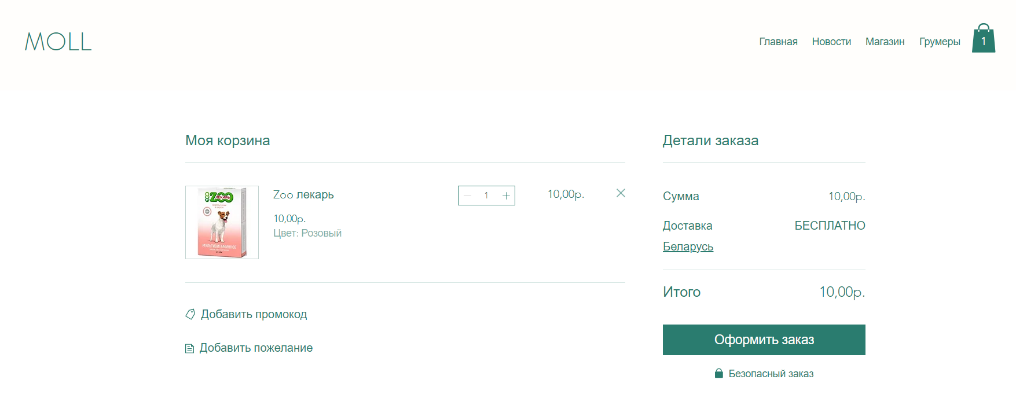 MOLL
Главная Новости Магазин Грумеры 1
Моя корзина
Zоо лекарь
10,00р.
Цвет: Розовый
− 1 +
10,00р.
ZOO
Добавить промокод
Добавить пожелание
Детали заказа
Сумма 10,00р.
Доставка БЕСПЛАТНО
Беларусь
Итого 10,00р.
Оформить заказ
Безопасный заказ